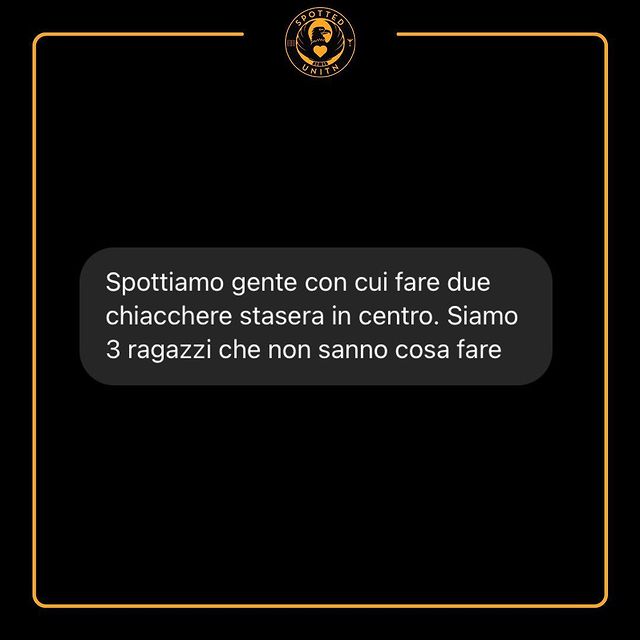 SPOTTED
UNITN
Spottiamo gente con cui fare due
chiacchere stasera in centro. Siamo
3 ragazzi che non sanno cosa fare